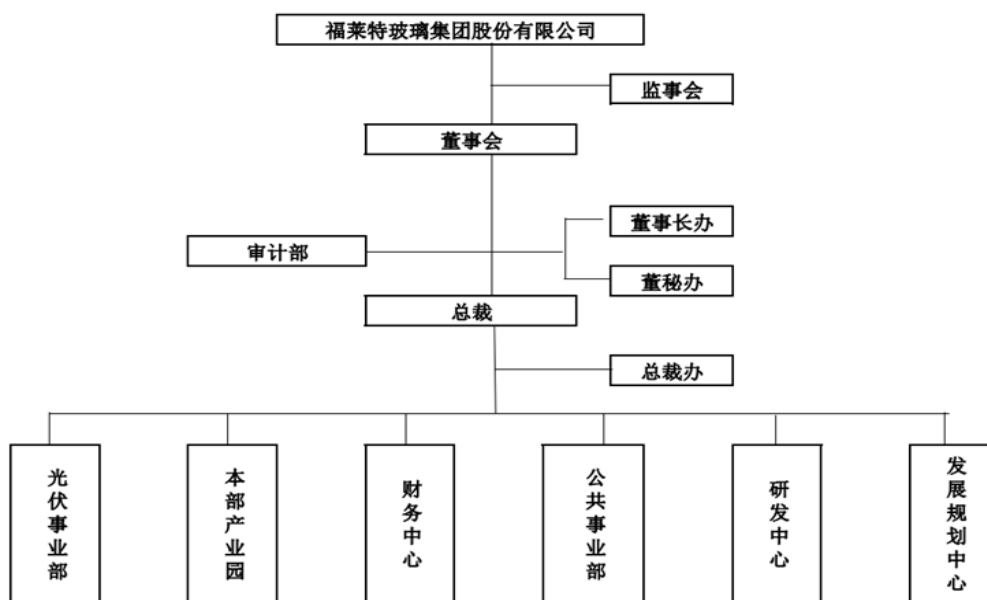 福莱特玻璃集团股份有限公司
监事会
董事会
董事长办
审计部
董秘办
总裁
总裁办
光伏事业部
本部产业园
财务中心
公共事业部
研发中心
发展规划中心